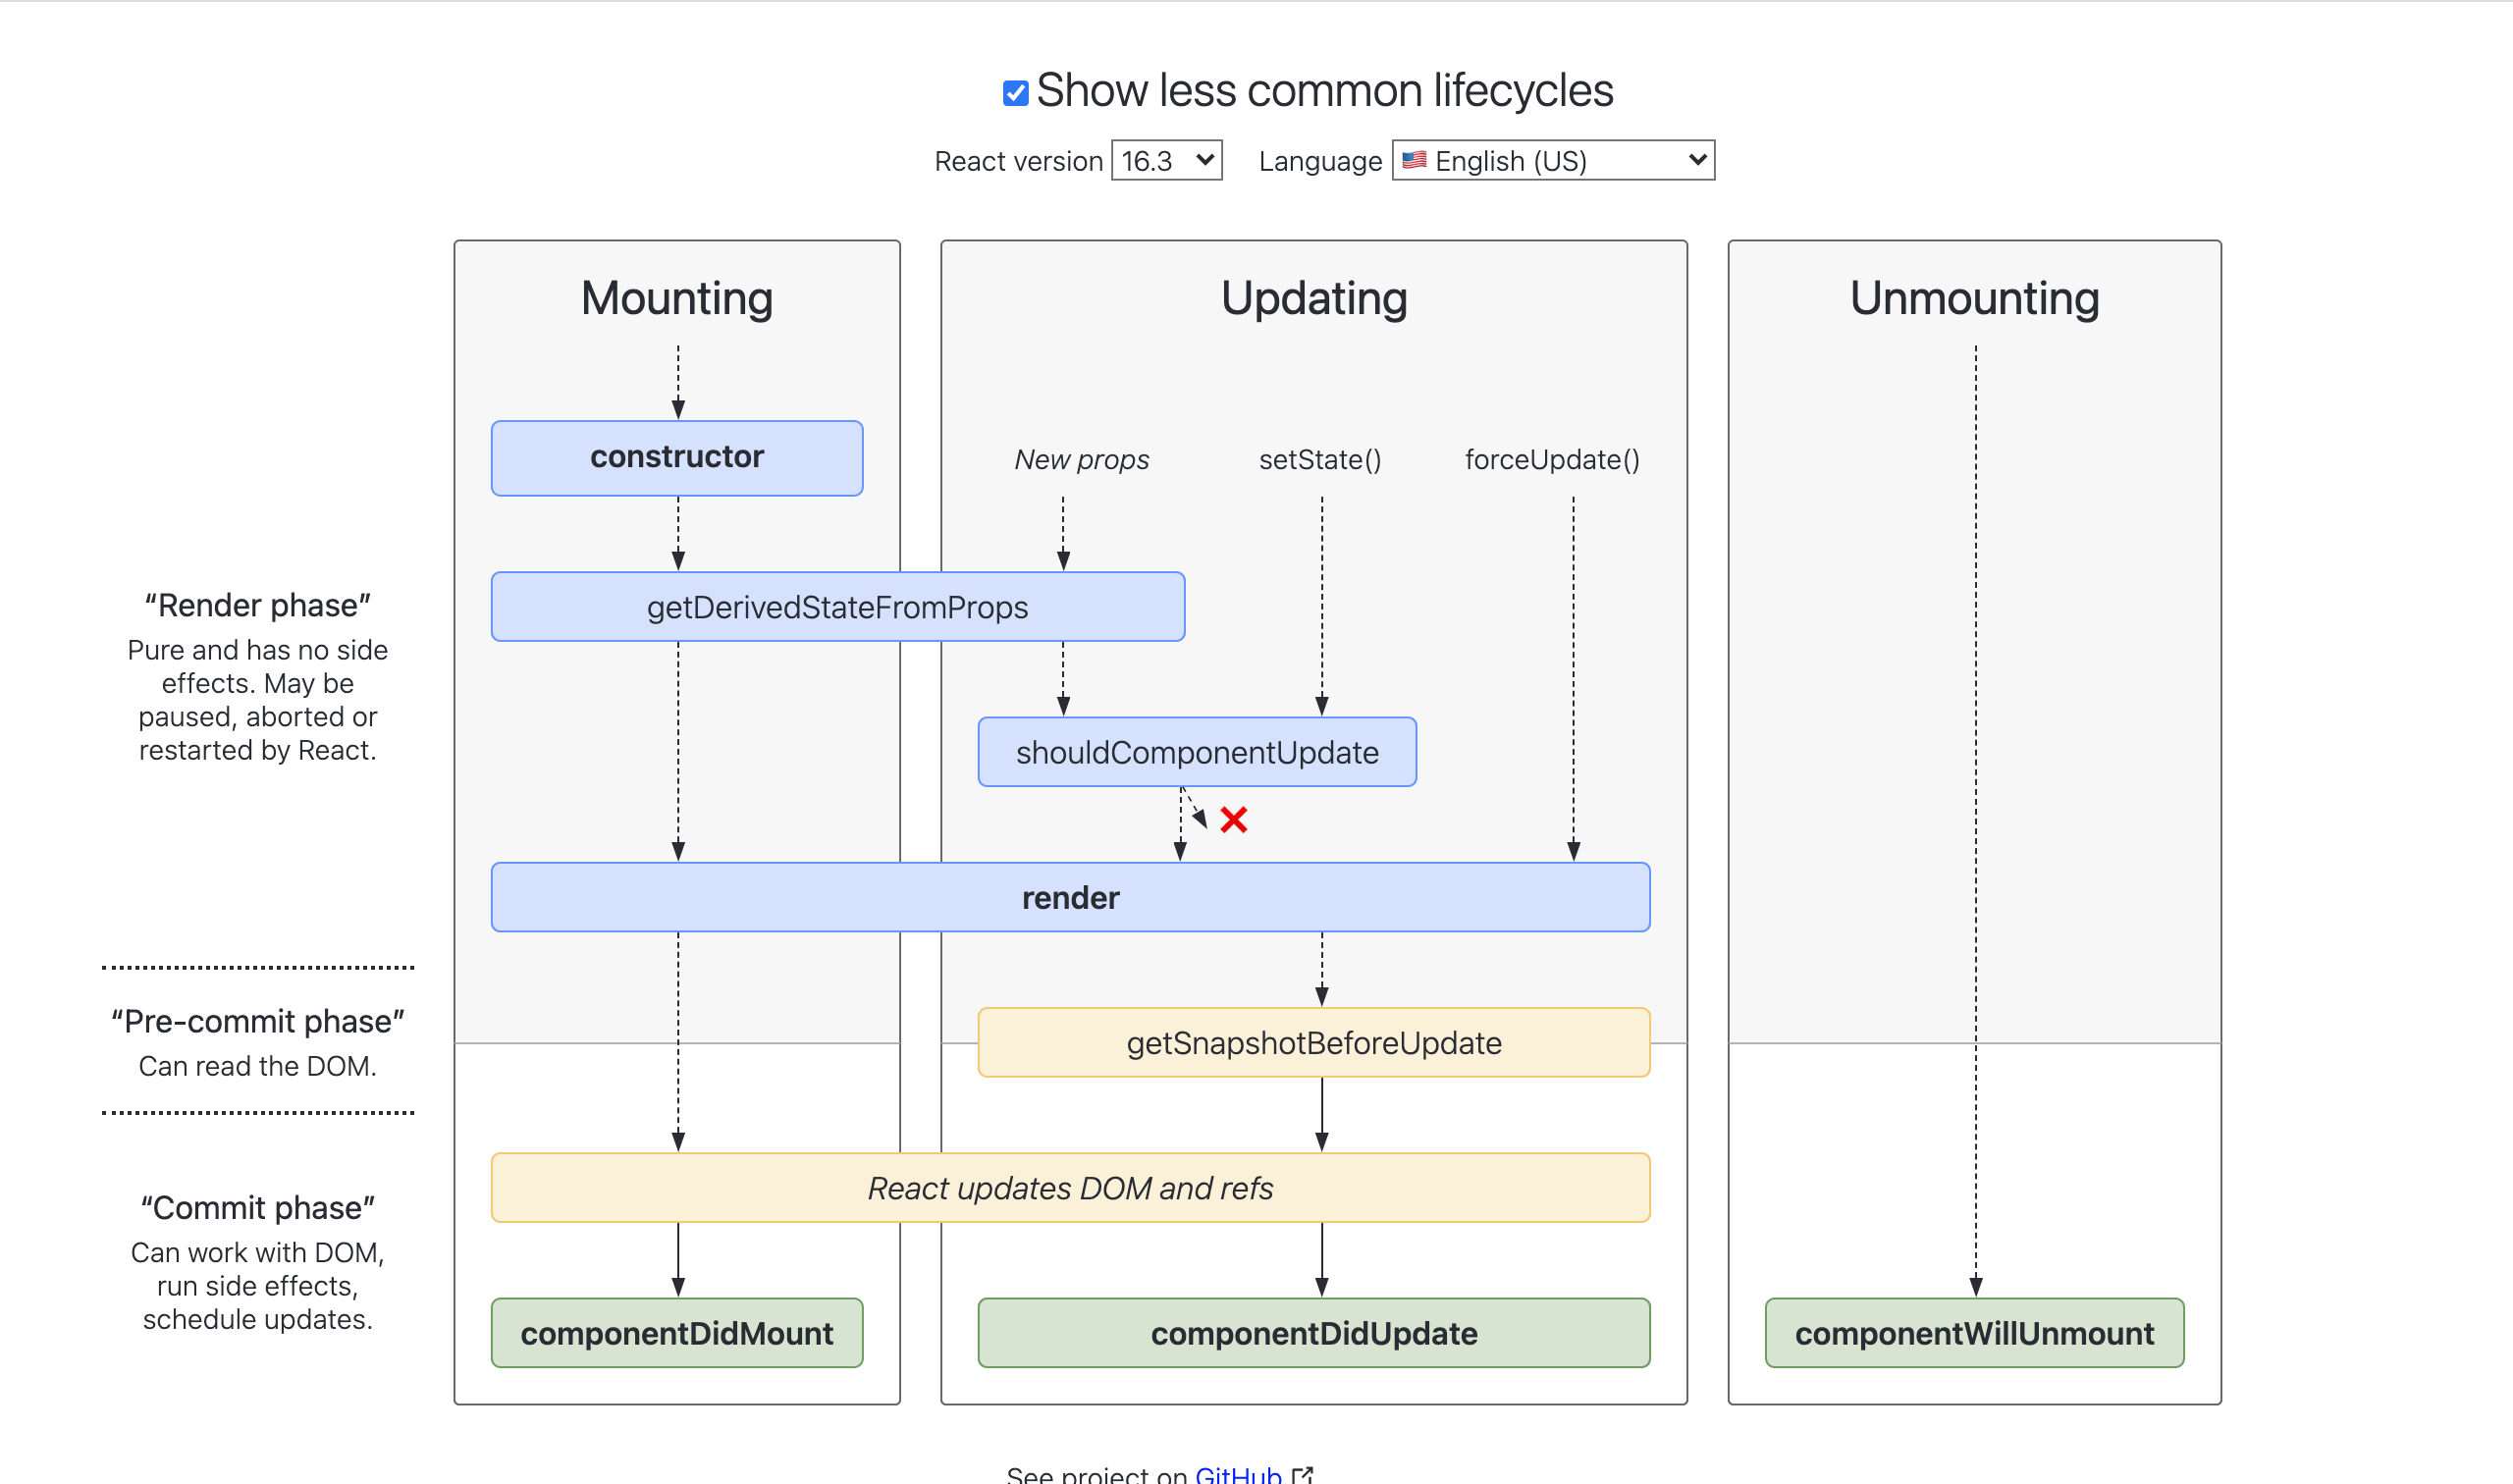 Show less common lifecycles
React version 16.3 Language English (US)
Mounting
Updating
Unmounting
constructor
New props
setState()
forceUpdate()
“Render phase”
Pure and has no side
effects. May be
paused, aborted or
restarted by React.
getDerivedStateFromProps
shouldComponentUpdate
render
“Pre-commit phase”
Can read the DOM.
getSnapshotBeforeUpdate
“Commit phase”
Can work with DOM,
run side effects,
schedule updates.
React updates DOM and refs
componentDidMount
componentDidUpdate
componentWillUnmount
See project on GitHub